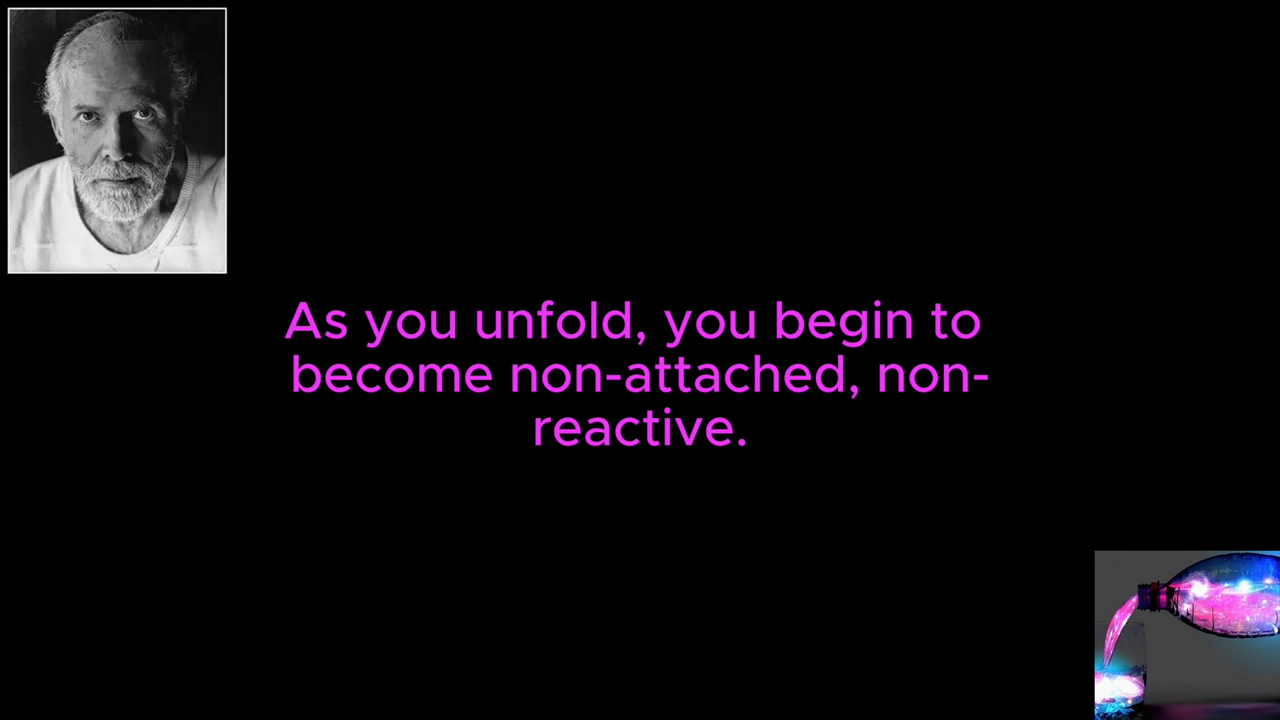 As you unfold, you begin to
become non-attached, non-
reactive.